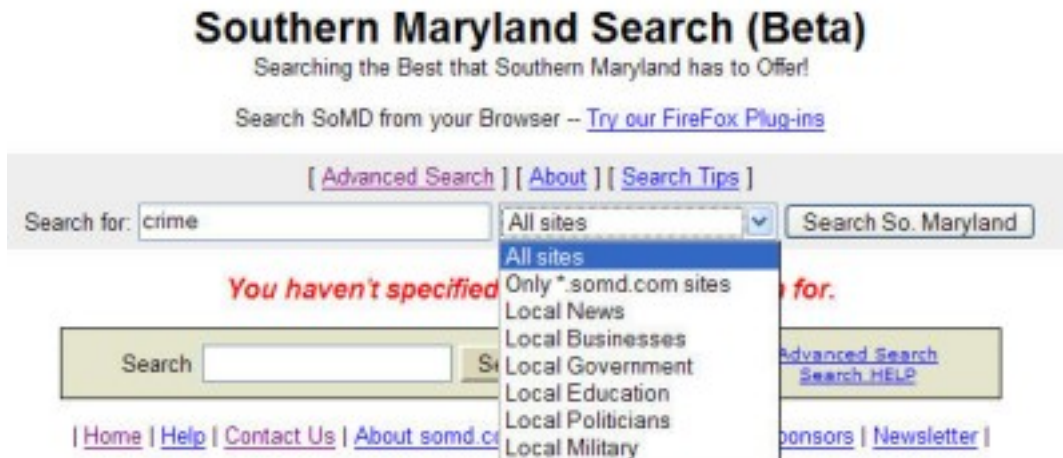 Southern Maryland Search (Beta)
Searching the Best that Southern Maryland has to Offer!
Search SoMD from your Browser -- Try our FireFox Plug-ins
[ Advanced Search ] [ About ] [ Search Tips ]
Search for: crime All sites Search So. Maryland
All sites
Only *.somd.com sites
You haven't specified for.
Local News
Local Businesses
Search Advanced Search
Local Government
Search HELP
Local Education
Local Politicians
| Home | Help | Contact Us | About Newsletter |
Local Military